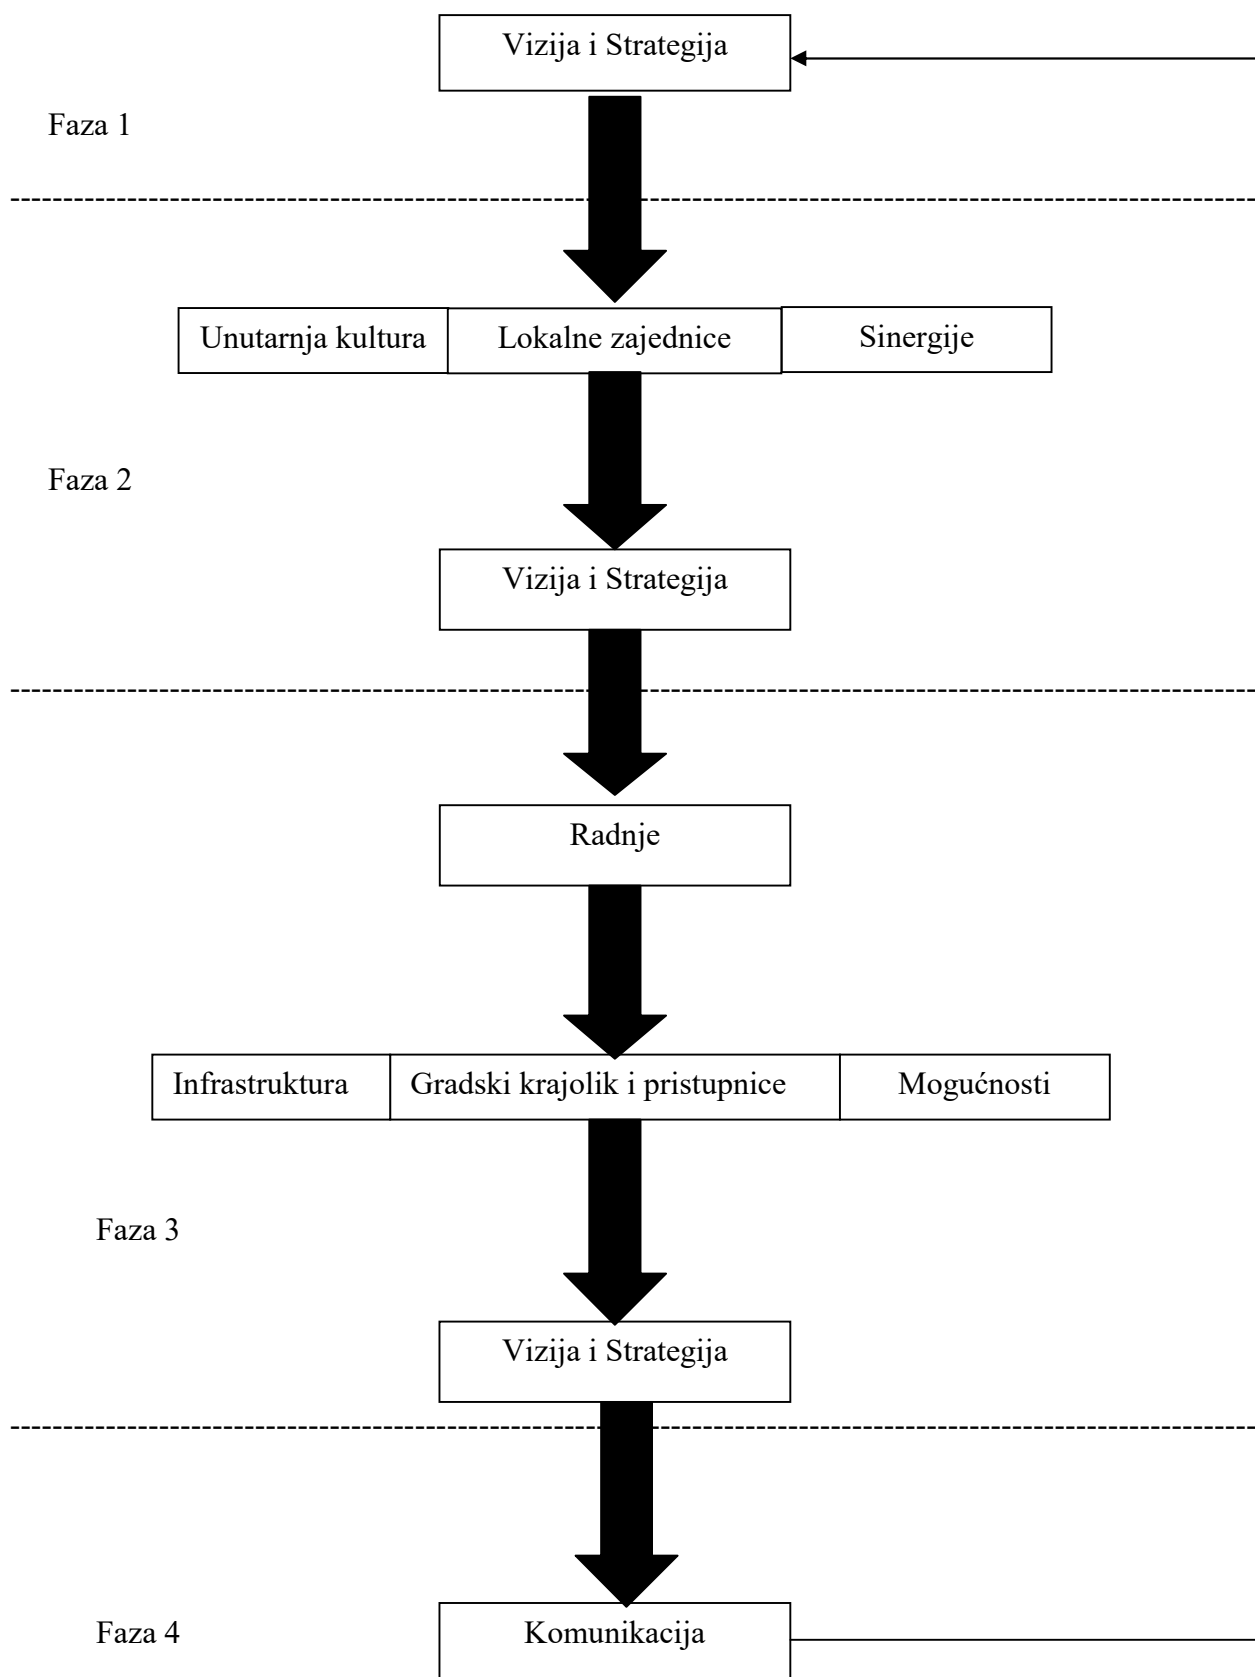 Vizija i Strategija
Faza 1
Unutarnja kultura
Lokalne zajednice
Sinergije
Faza 2
Vizija i Strategija
Radnje
Infrastruktura
Gradski krajolik i pristupnice
Mogućnosti
Faza 3
Vizija i Strategija
Faza 4
Komunikacija